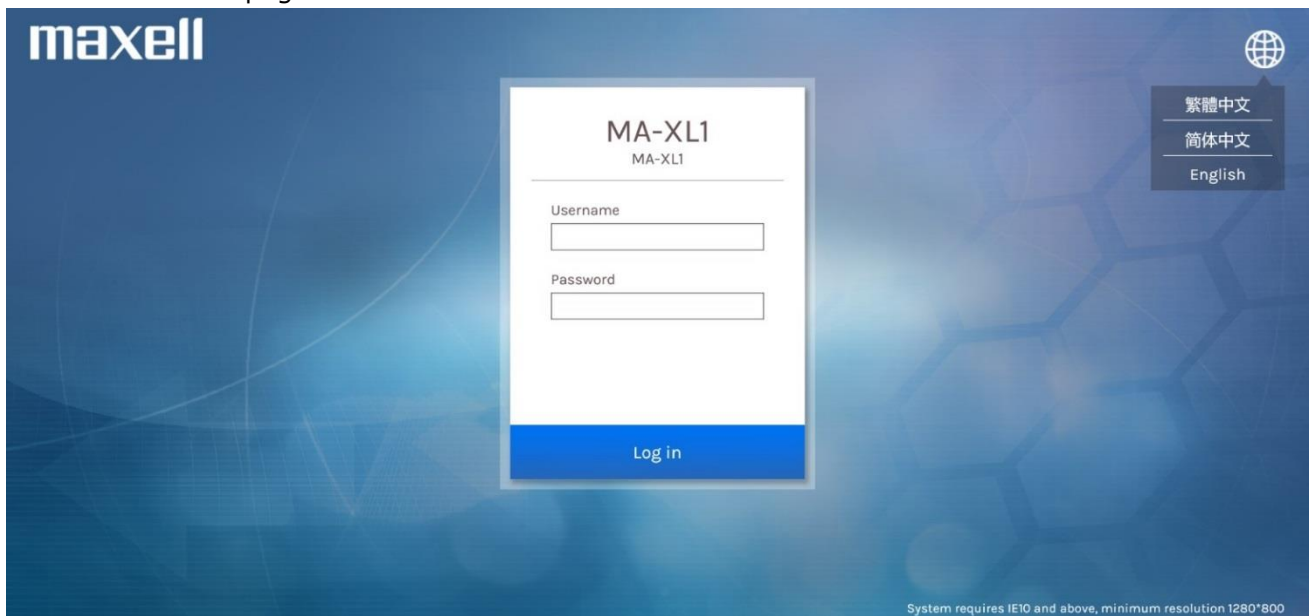 maxell
繁體中文
简体中文
English
MA-XL1
MA-XL1
Username
Password
Log in
System requires IE10 and above, minimum resolution 1280*800